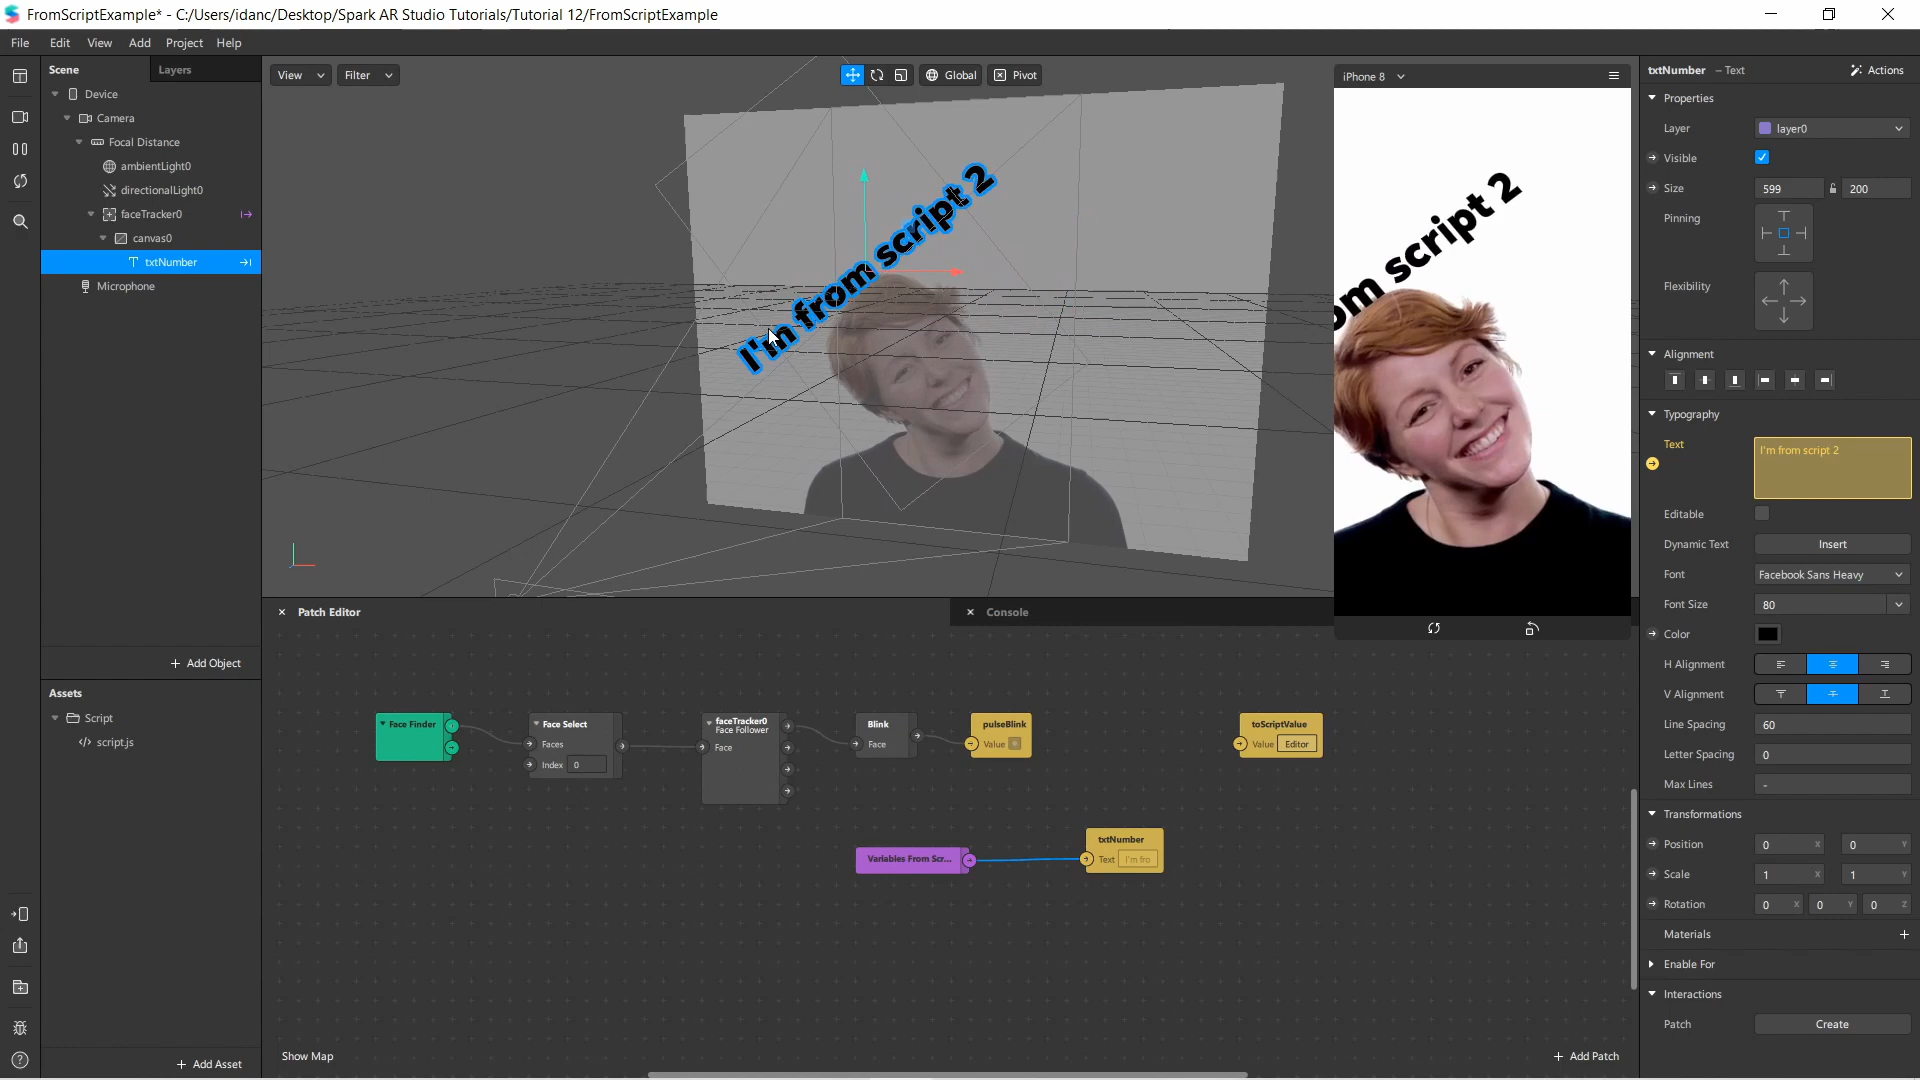 FromScriptExample* - C:/Users/idanc/Desktop/Spark AR Studio Tutorials/Tutorial 12/FromScriptExample
File Edit View Add Project Help
Scene Layers
Device
Camera
Focal Distance
ambientLight0
directionalLight0
faceTracker0
canvas0
txtNumber
Microphone
+ Add Object
Assets
Script
script.js
+ Add Asset
View Filter
Global Pivot
I'm from script 2
iPhone 8
om script 2
Patch Editor
Console
Face Finder
Face Select
Faces
Index 0
faceTracker0
Face Follower
Face
Blink
Face
pulseBlink
Value
toScriptValue
Value Editor
Variables From Scr...
txtNumber
Text I'm fro
Show Map
+ Add Patch
txtNumber – Text Actions
Properties
Layer layer0
Visible
Size 599 200
Pinning
Flexibility
Alignment
Typography
Text I'm from script 2
Editable
Dynamic Text Insert
Font Facebook Sans Heavy
Font Size 80
Color
H Alignment
V Alignment
Line Spacing 60
Letter Spacing 0
Max Lines -
Transformations
Position 0 X 0 Y
Scale 1 X 1 Y
Rotation 0 X 0 Y 0 Z
Materials +
Enable For
Interactions
Patch Create